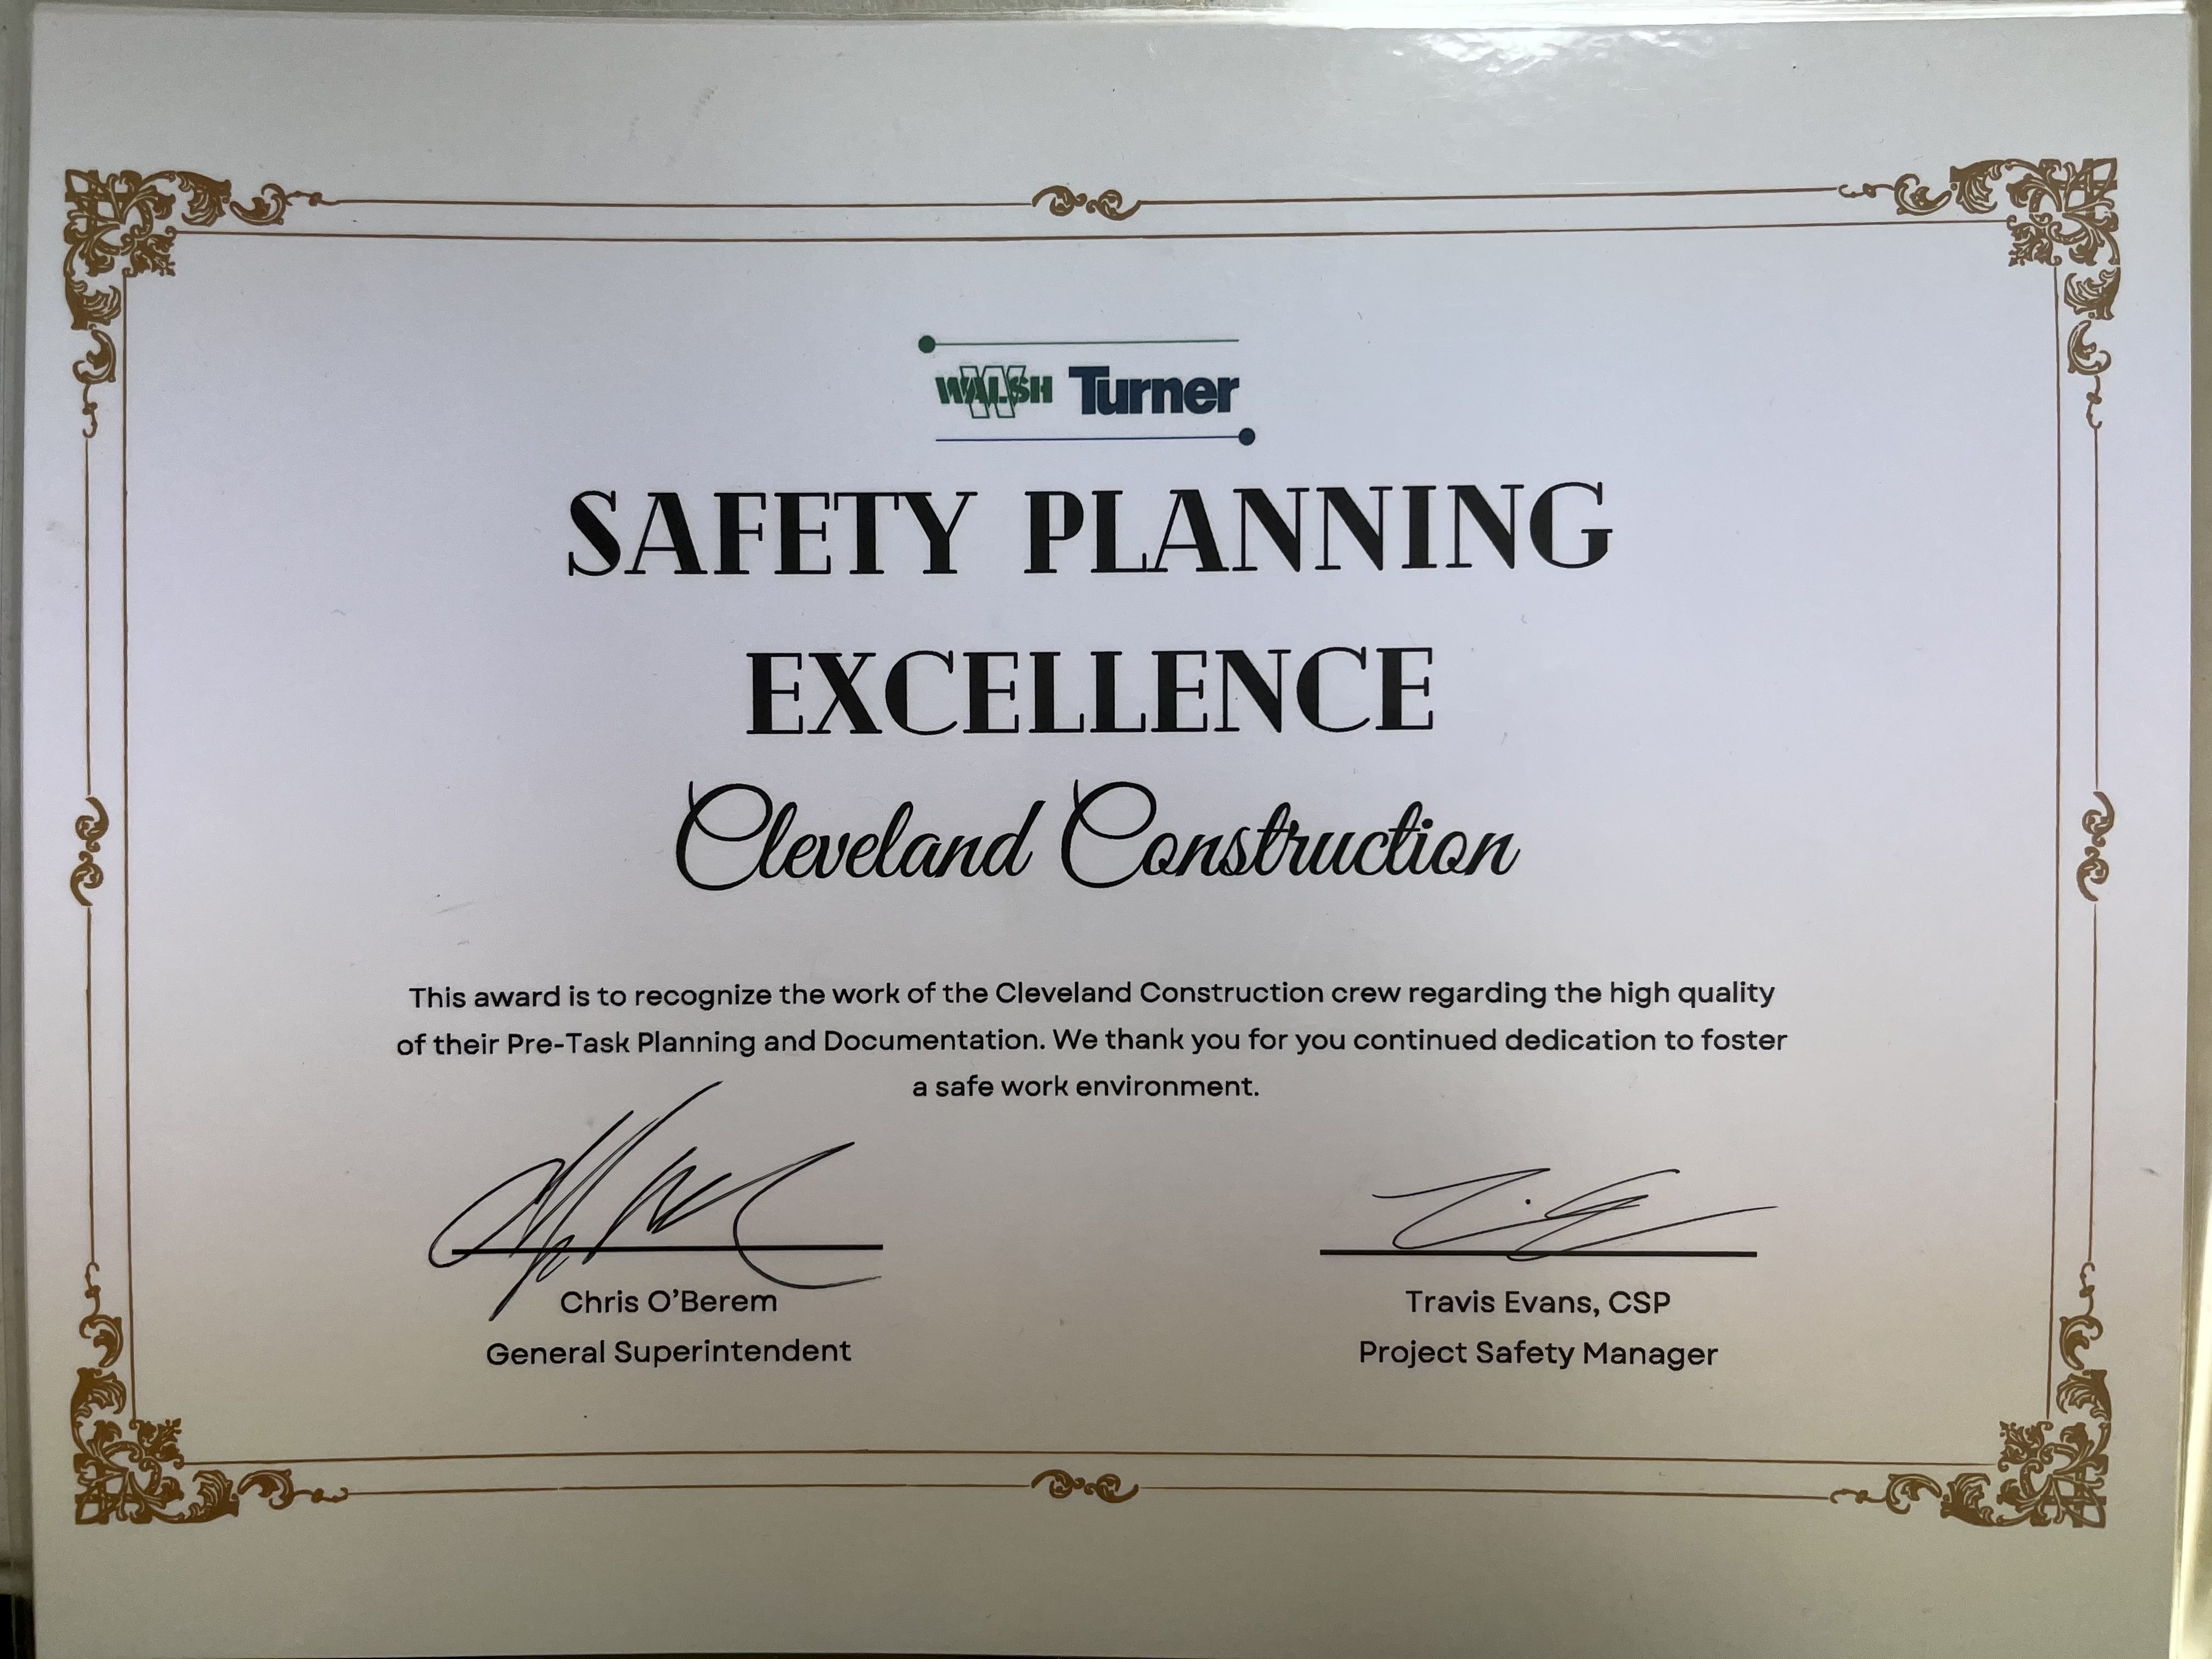 WALSH Turner
SAFETY PLANNING
EXCELLENCE
Cleveland Construction
This award is to recognize the work of the Cleveland Construction crew regarding the high quality
of their Pre-Task Planning and Documentation. We thank you for you continued dedication to foster
a safe work environment.
Chris O'Berem
General Superintendent
Travis Evans, CSP
Project Safety Manager